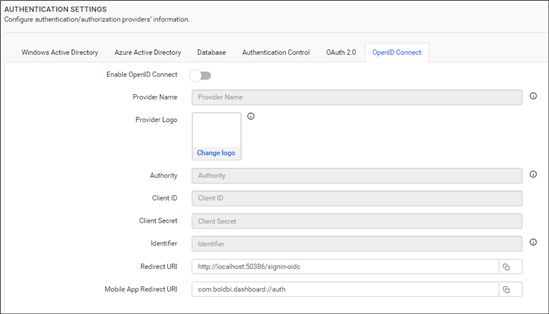 AUTHENTICATION SETTINGS
Configure authentication/authorization providers' information.
Windows Active Directory Azure Active Directory Database Authentication Control OAuth 2.0 OpenID Connect
Enable OpenID Connect
Provider Name Provider Name
Provider Logo
Change logo
Authority Authority
Client ID Client ID
Client Secret Client Secret
Identifier Identifier
Redirect URI http://localhost:50386/signin-oidc
Mobile App Redirect URI com.boldbi.dashboard://auth